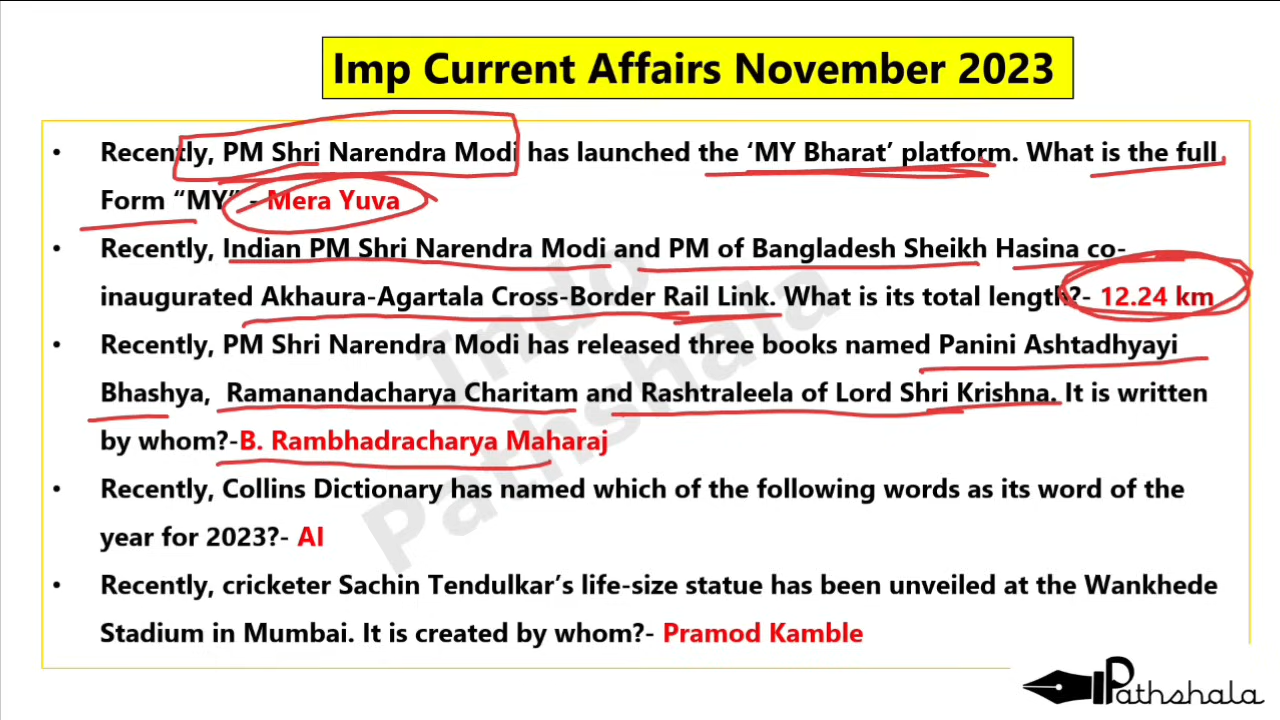 Imp Current Affairs November 2023
• Recently, PM Shri Narendra Modi has launched the ‘MY Bharat’ platform. What is the full
Form “MY” - Mera Yuva
• Recently, Indian PM Shri Narendra Modi and PM of Bangladesh Sheikh Hasina co-
inaugurated Akhaura-Agartala Cross-Border Rail Link. What is its total length?- 12.24 km
• Recently, PM Shri Narendra Modi has released three books named Panini Ashtadhyayi
Bhashya, Ramanandacharya Charitam and Rashtraleela of Lord Shri Krishna. It is written
by whom?-B. Rambhadracharya Maharaj
• Recently, Collins Dictionary has named which of the following words as its word of the
year for 2023?- AI
• Recently, cricketer Sachin Tendulkar’s life-size statue has been unveiled at the Wankhede
Stadium in Mumbai. It is created by whom?- Pramod Kamble
Indo
Pathshala
Pathshala